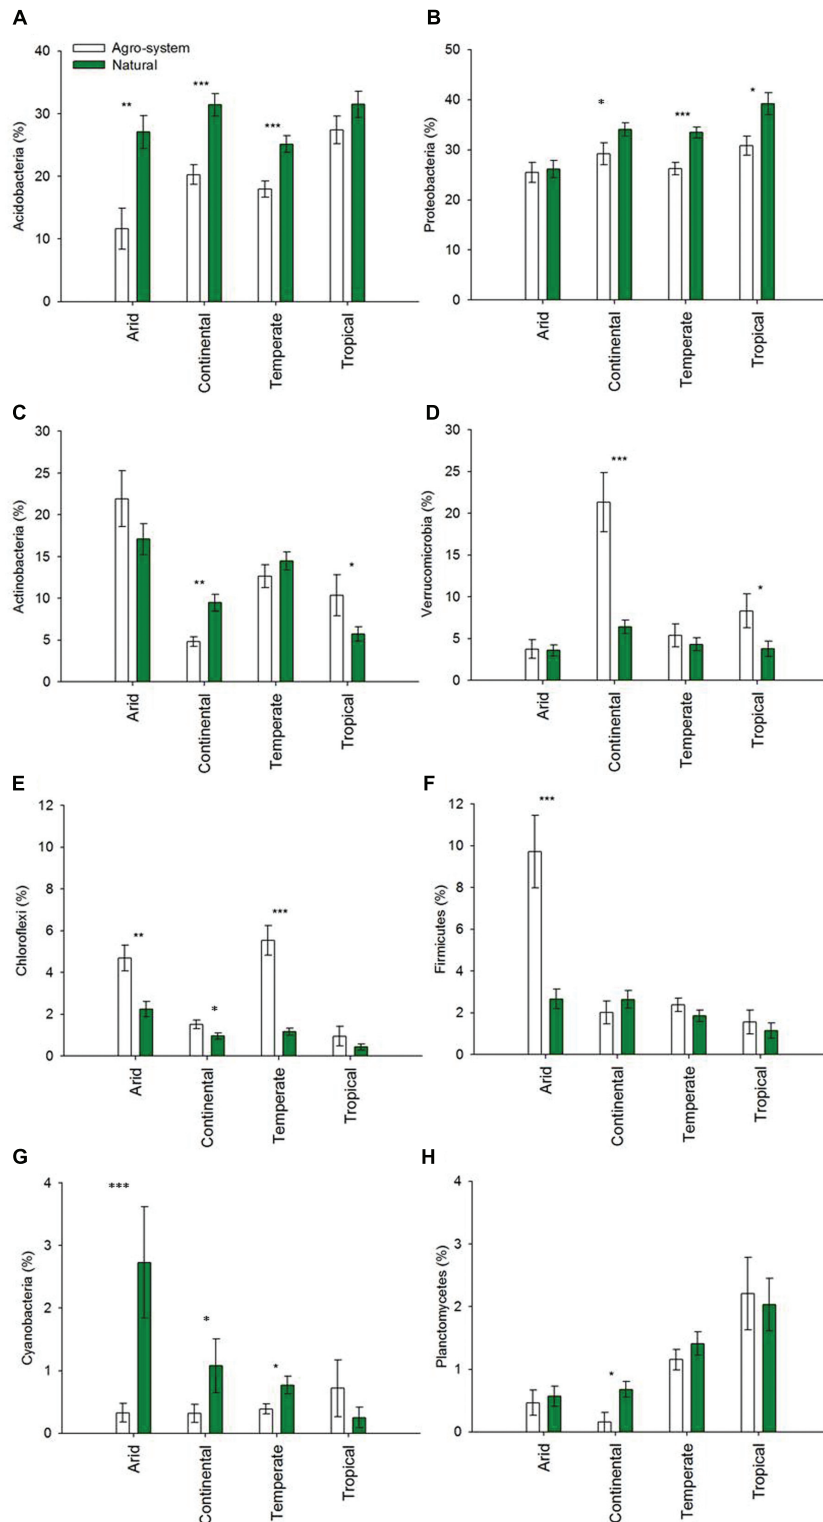 A
Agro-system
Natural
Acidobacteria (%)
40
30
20
10
0
**
***
***
Arid
Continental
Temperate
Tropical
B
Proteobacteria (%)
50
40
30
20
10
0
*
***
*
Arid
Continental
Temperate
Tropical
C
Actinobacteria (%)
30
25
20
15
10
5
0
**
*
Arid
Continental
Temperate
Tropical
D
Verrucomicrobia (%)
30
25
20
15
10
5
0
***
*
Arid
Continental
Temperate
Tropical
E
Chloroflexi (%)
12
10
8
6
4
2
0
**
*
***
Arid
Continental
Temperate
Tropical
F
Firmicutes (%)
12
10
8
6
4
2
0
***
Arid
Continental
Temperate
Tropical
G
Cyanobacteria (%)
4
3
2
1
0
***
*
*
Arid
Continental
Temperate
Tropical
H
Planctomycetes (%)
4
3
2
1
0
*
Arid
Continental
Temperate
Tropical